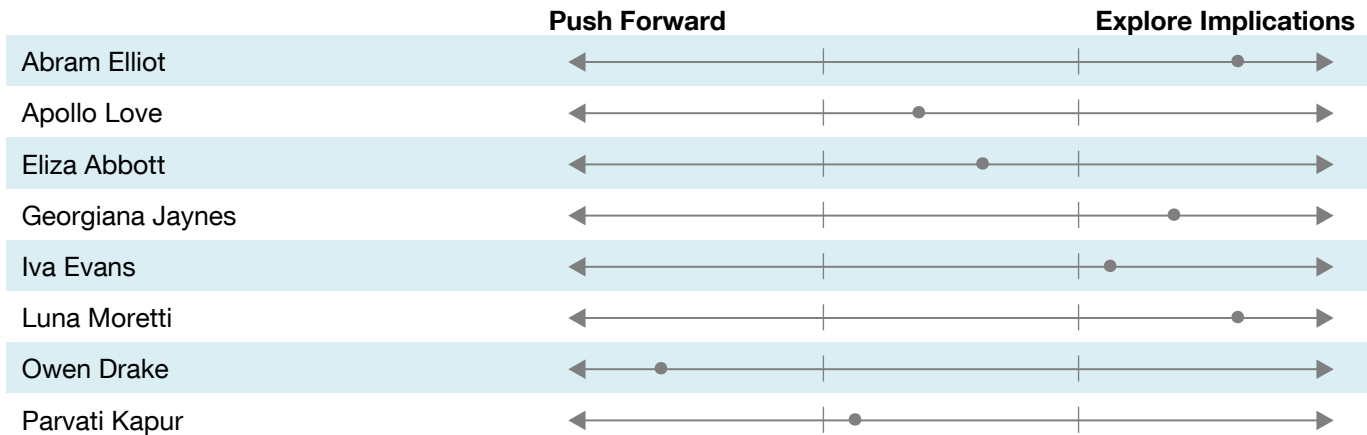 Push Forward Explore Implications
Abram Elliot
Apollo Love
Eliza Abbott
Georgiana Jaynes
Iva Evans
Luna Moretti
Owen Drake
Parvati Kapur